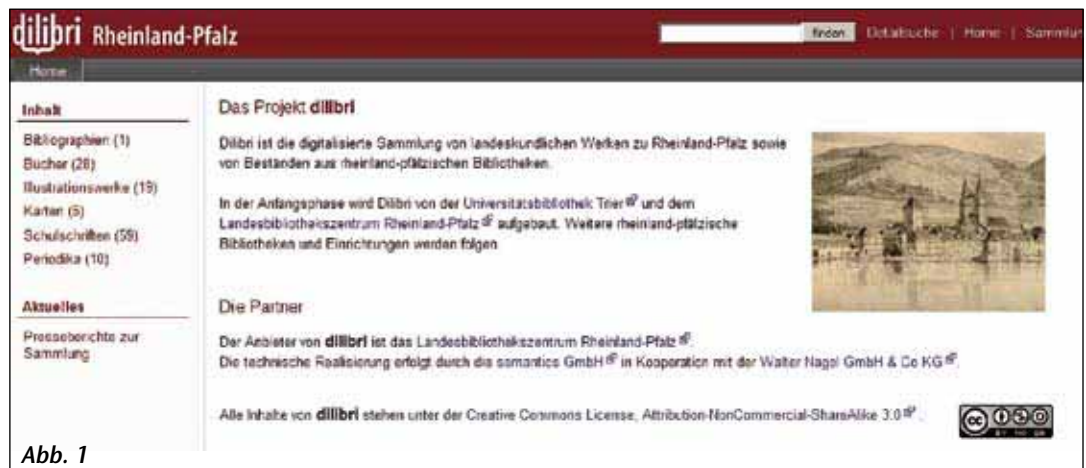 dilibri Rheinland-Pfalz
finden Detailsuche | Home | Sammlu
Home
Inhalt
Bibliographien (1)
Bücher (28)
Illustrationswerke (19)
Karten (5)
Schulschriften (59)
Periodika (10)
Aktuelles
Presseberichte zur
Sammlung
Das Projekt dilibri
Dilibri ist die digitalisierte Sammlung von landeskundlichen Werken zu Rheinland-Pfalz sowie
von Beständen aus rheinland-pfälzischen Bibliotheken.
In der Anfangsphase wird Dilibri von der Universitätsbibliothek Trier und dem
Landesbibliothekszentrum Rheinland-Pfalz aufgebaut. Weitere rheinland-pfälzische
Bibliotheken und Einrichtungen werden folgen
Die Partner
Der Anbieter von dilibri ist das Landesbibliothekszentrum Rheinland-Pfalz.
Die technische Realisierung erfolgt durch die semantics GmbH in Kooperation mit der Walter Nagel GmbH & Co KG.
Alle Inhalte von dilibri stehen unter der Creative Commons License, Attribution-NonCommercial-ShareAlike 3.0.
cc
BY NC SA
Abb. 1